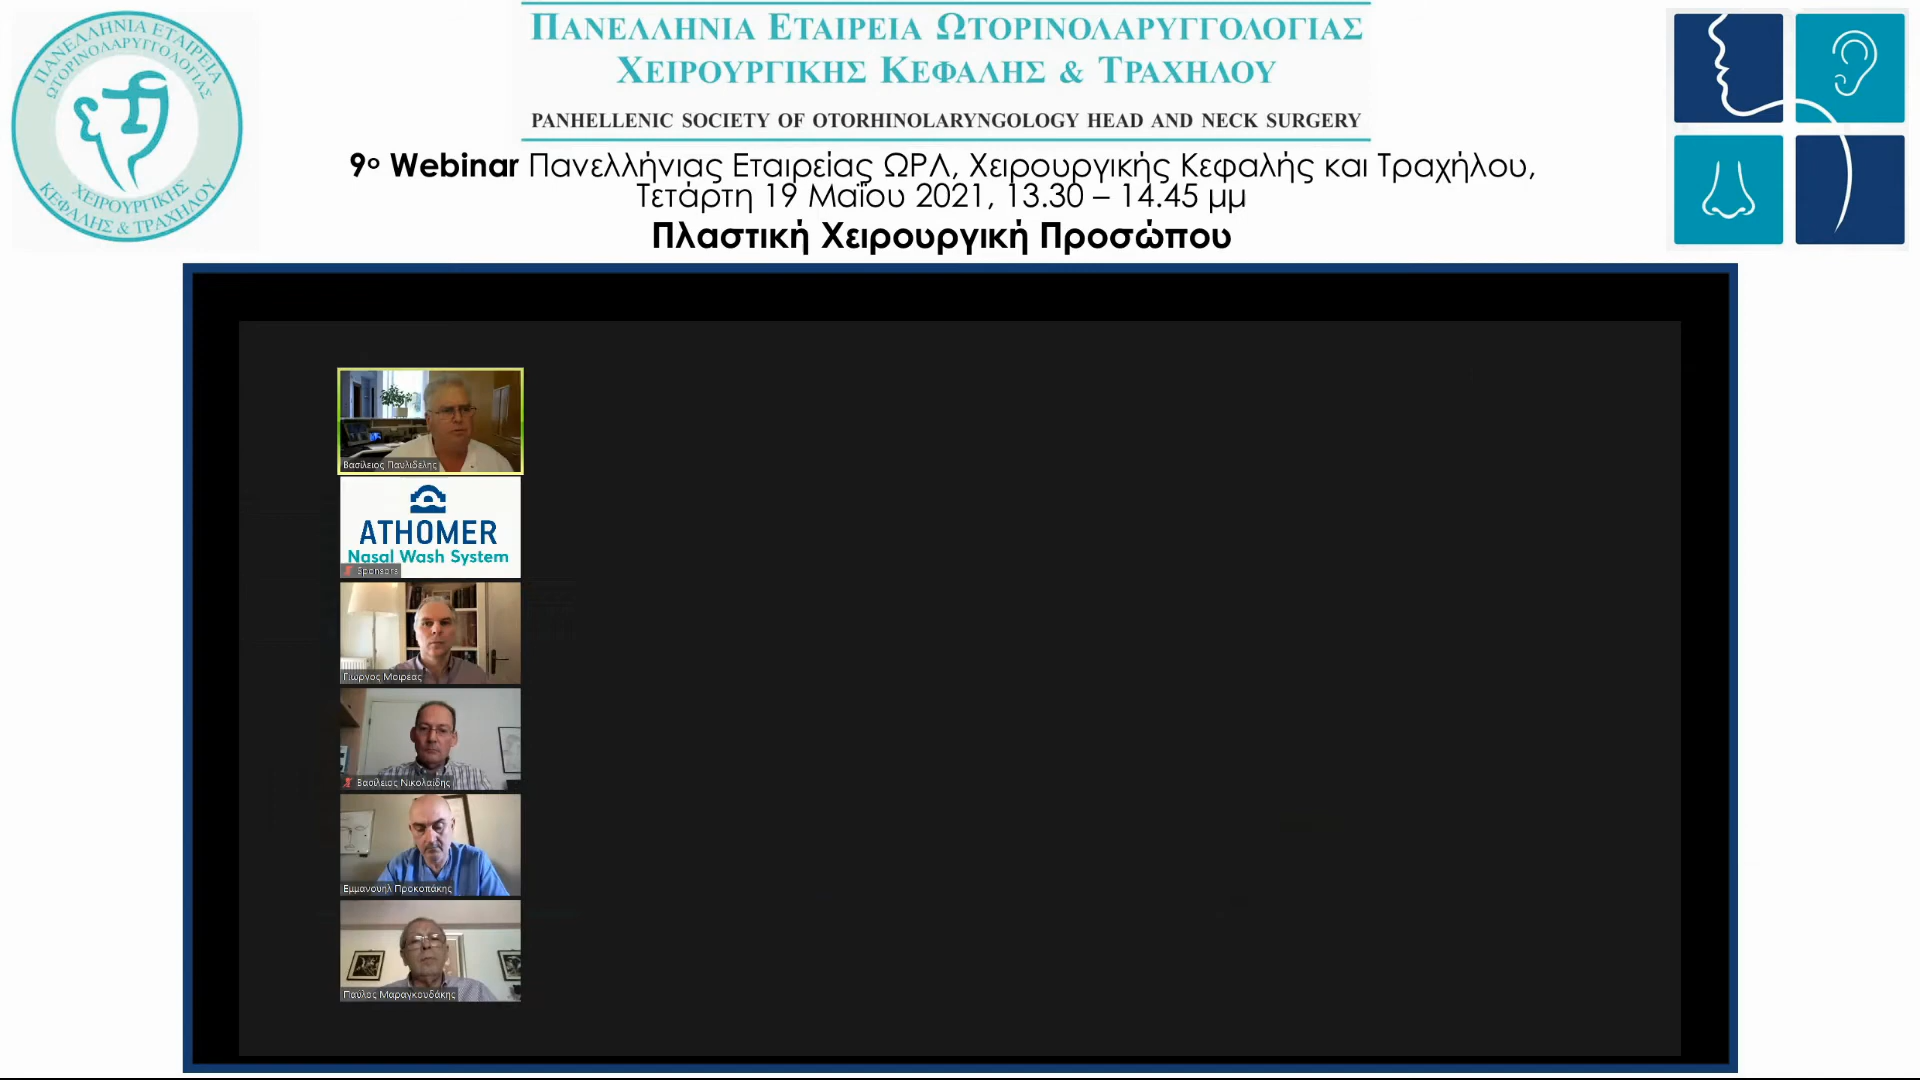 ΠΑΝΕΛΛΗΝΙΑ ΕΤΑΙΡΕΙΑ
ΩΤΟΡΙΝΟΛΑΡΥΓΓΟΛΟΓΙΑΣ
ΧΕΙΡΟΥΡΓΙΚΗΣ
ΚΕΦΑΛΗΣ & ΤΡΑΧΗΛΟΥ
ΠΑΝΕΛΛΗΝΙΑ ΕΤΑΙΡΕΙΑ ΩΤΟΡΙΝΟΛΑΡΥΓΓΟΛΟΓΙΑΣ
ΧΕΙΡΟΥΡΓΙΚΗΣ ΚΕΦΑΛΗΣ & ΤΡΑΧΗΛΟΥ
PANHELLENIC SOCIETY OF OTORHINOLARYNGOLOGY HEAD AND NECK SURGERY
9ο Webinar Πανελλήνιας Εταιρείας ΩΡΛ, Χειρουργικής Κεφαλής και Τραχήλου,
Τετάρτη 19 Μαΐου 2021, 13.30 – 14.45 μμ
Πλαστική Χειρουργική Προσώπου
Βασίλειος Παυλιδέλης
ATHOMER
Nasal Wash System
Sponsors
Γιώργος Μοιρέας
Βασίλειος Νικολαΐδης
Εμμανουήλ Προκοπάκης
Παύλος Μαραγκουδάκης